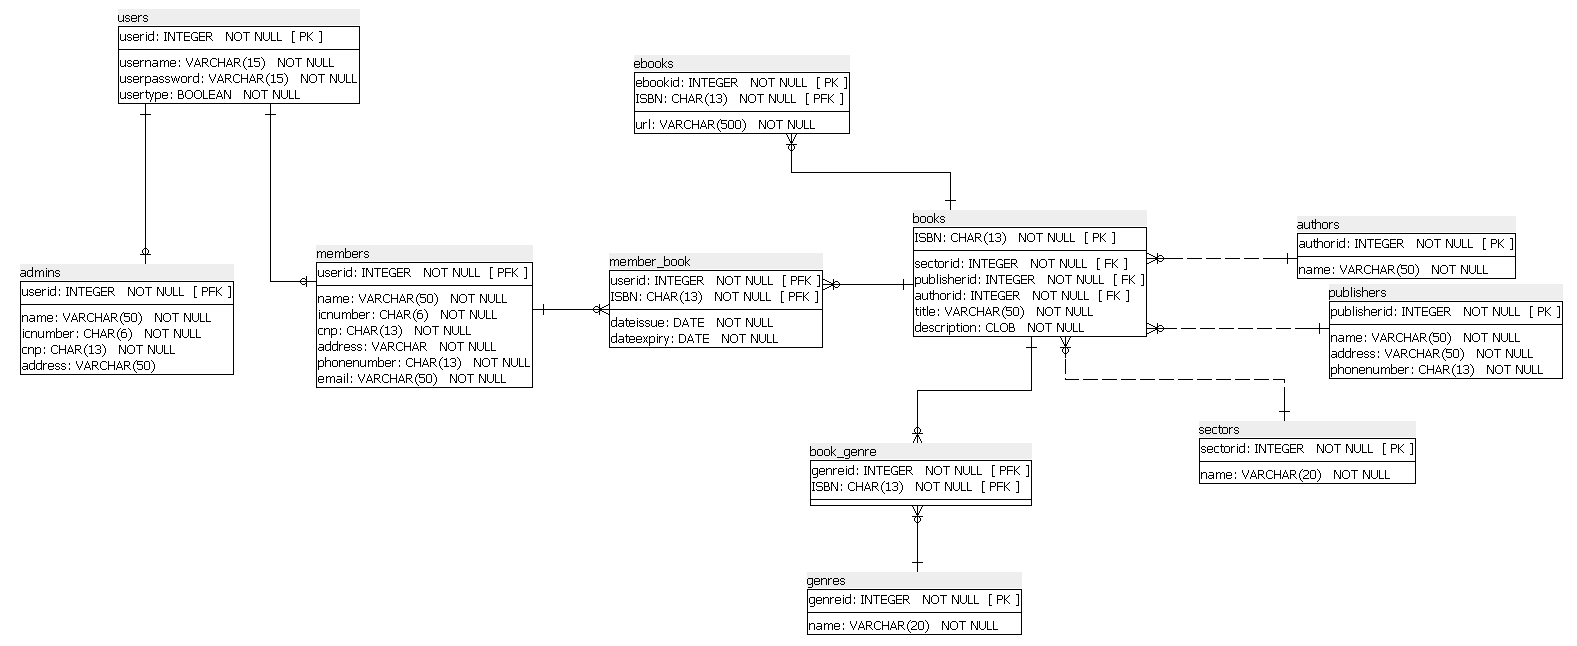 users
userid: INTEGER NOT NULL [ PK ]
username: VARCHAR(15) NOT NULL
userpassword: VARCHAR(15) NOT NULL
usertype: BOOLEAN NOT NULL
ebooks
ebookid: INTEGER NOT NULL [ PK ]
ISBN: CHAR(13) NOT NULL [ PFK ]
url: VARCHAR(500) NOT NULL
admins
userid: INTEGER NOT NULL [ PFK ]
name: VARCHAR(50) NOT NULL
icnumber: CHAR(6) NOT NULL
cnp: CHAR(13) NOT NULL
address: VARCHAR(50)
members
userid: INTEGER NOT NULL [ PFK ]
name: VARCHAR(50) NOT NULL
icnumber: CHAR(6) NOT NULL
cnp: CHAR(13) NOT NULL
address: VARCHAR NOT NULL
phonenumber: CHAR(13) NOT NULL
email: VARCHAR(50) NOT NULL
member_book
userid: INTEGER NOT NULL [ PFK ]
ISBN: CHAR(13) NOT NULL [ PFK ]
dateissue: DATE NOT NULL
dateexpiry: DATE NOT NULL
books
ISBN: CHAR(13) NOT NULL [ PK ]
sectorid: INTEGER NOT NULL [ FK ]
publisherid: INTEGER NOT NULL [ FK ]
authorid: INTEGER NOT NULL [ FK ]
title: VARCHAR(50) NOT NULL
description: CLOB NOT NULL
authors
authorid: INTEGER NOT NULL [ PK ]
name: VARCHAR(50) NOT NULL
publishers
publisherid: INTEGER NOT NULL [ PK ]
name: VARCHAR(50) NOT NULL
address: VARCHAR(50) NOT NULL
phonenumber: CHAR(13) NOT NULL
sectors
sectorid: INTEGER NOT NULL [ PK ]
name: VARCHAR(20) NOT NULL
book_genre
genreid: INTEGER NOT NULL [ PFK ]
ISBN: CHAR(13) NOT NULL [ PFK ]
genres
genreid: INTEGER NOT NULL [ PK ]
name: VARCHAR(20) NOT NULL